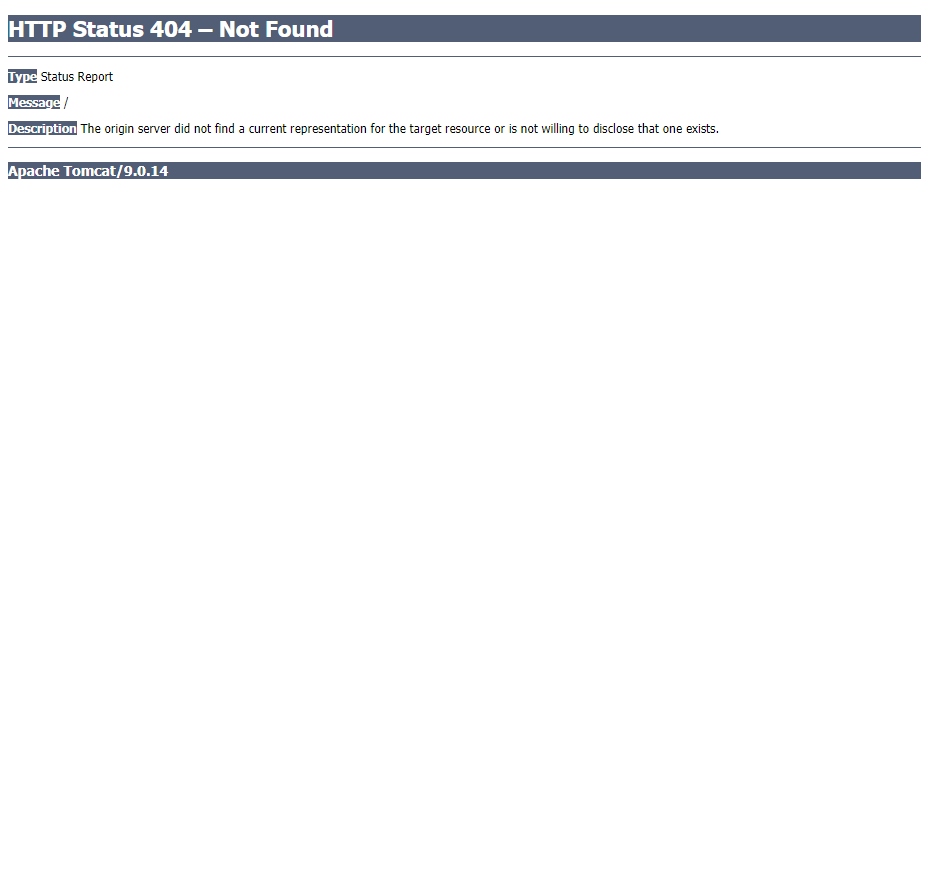 HTTP Status 404 – Not Found
Type Status Report
Message /
Description The origin server did not find a current representation for the target resource or is not willing to disclose that one exists.
Apache Tomcat/9.0.14